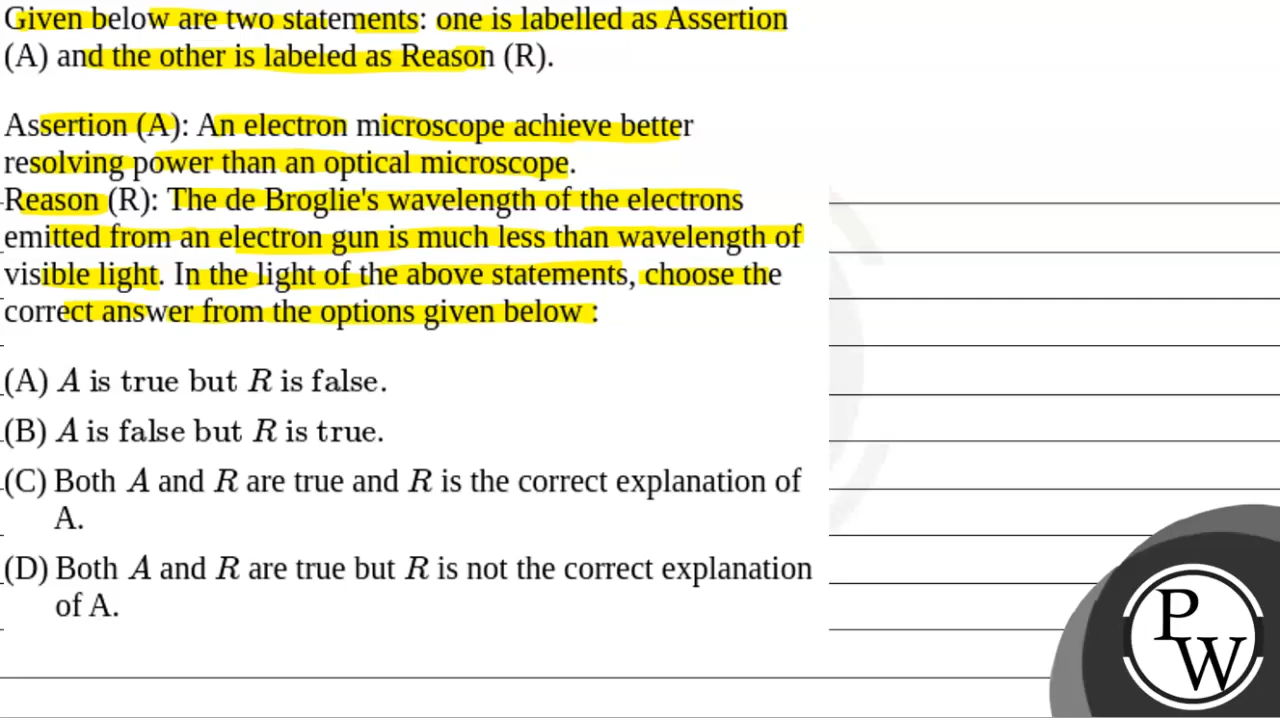 Given below are two statements: one is labelled as Assertion
(A) and the other is labeled as Reason (R).
Assertion (A): An electron microscope achieve better
resolving power than an optical microscope.
Reason (R): The de Broglie's wavelength of the electrons
emitted from an electron gun is much less than wavelength of
visible light. In the light of the above statements, choose the
correct answer from the options given below :
(A) A is true but R is false.
(B) A is false but R is true.
(C) Both A and R are true and R is the correct explanation of
A.
(D) Both A and R are true but R is not the correct explanation
of A.
P
W